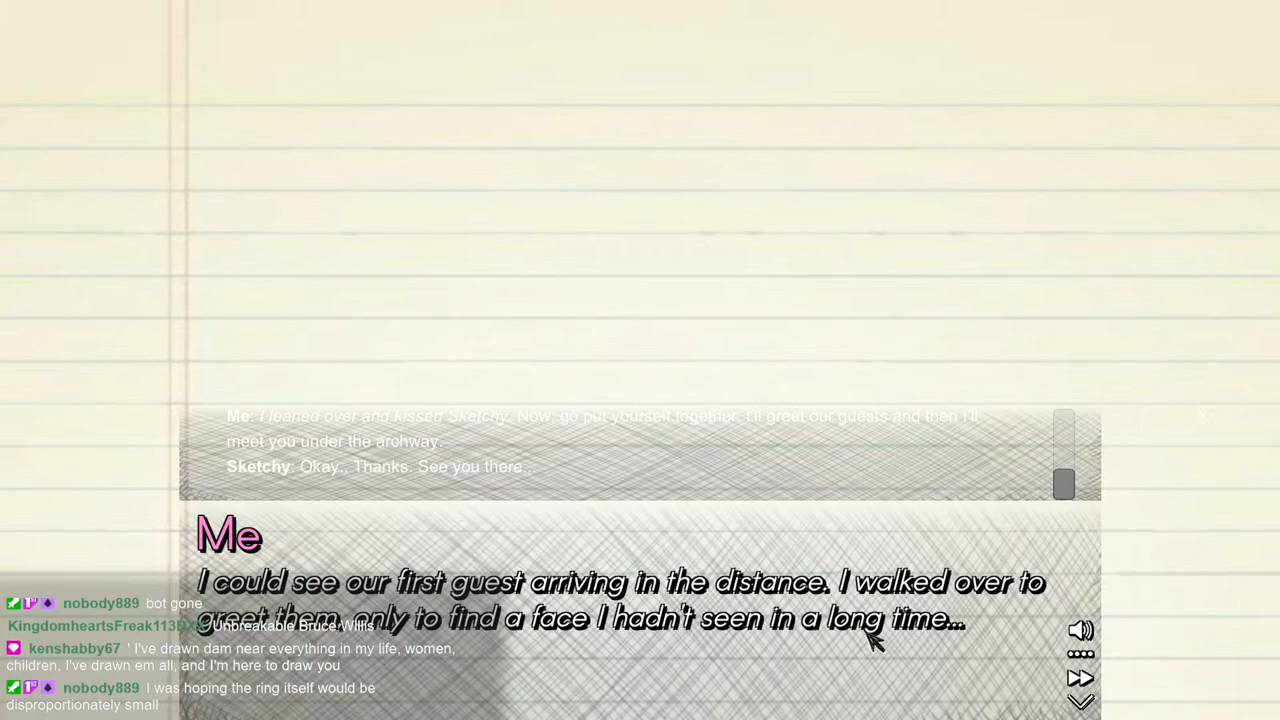 Me: I leaned over and kissed Sketchy. Now, go put yourself together. I'll greet our guests and then I'll
meet you under the archway.
Sketchy: Okay.. Thanks. See you there...
X
Me
I could see our first guest arriving in the distance. I walked over to
greet them, only to find a face I hadn't seen in a long time...
nobody889 bot gone
Unbreakable Bruce Willis
kenshabby67 ' I've drawn dam near everything in my life, women,
children, I've drawn em all, and I'm here to draw you
nobody889 I was hoping the ring itself would be
disproportionately small